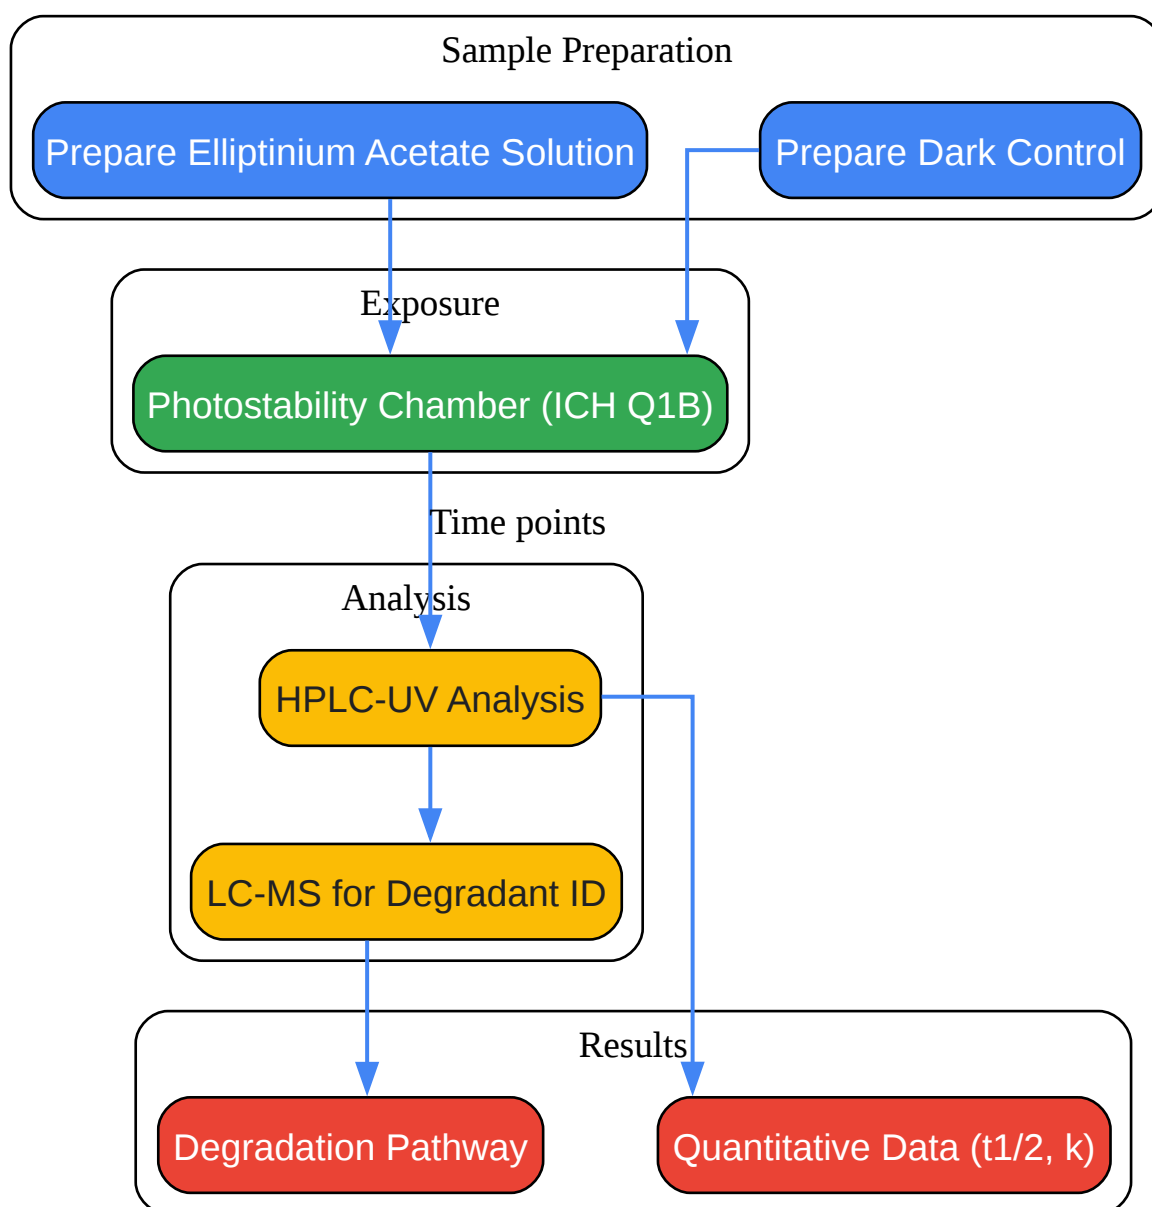 Sample Preparation
Prepare Elliptinium Acetate Solution
Prepare Dark Control
Exposure
Photostability Chamber (ICH Q1B)
Time points
Analysis
HPLC-UV Analysis
LC-MS for Degradant ID
Results
Degradation Pathway
Quantitative Data (t1/2, k)